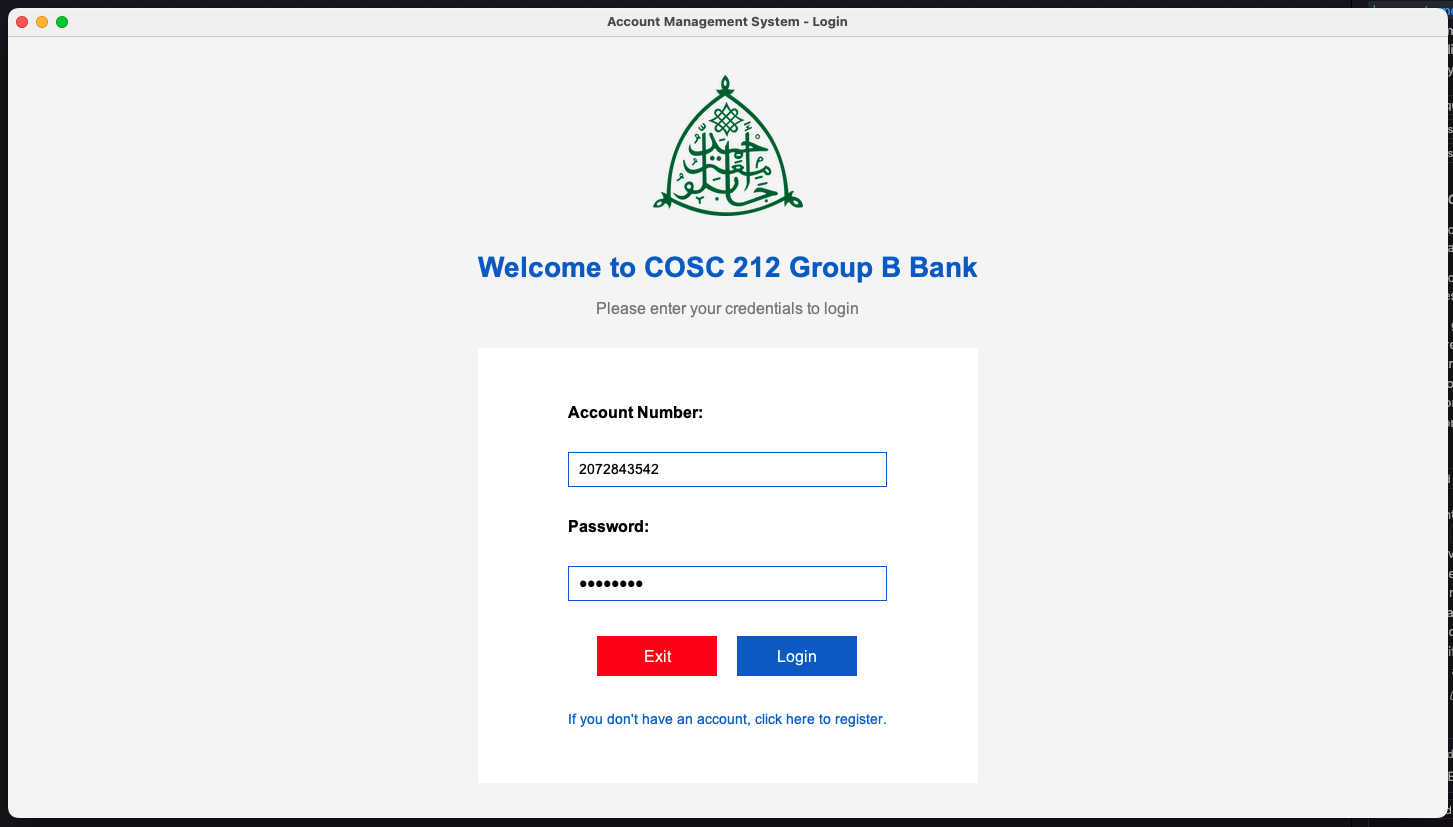 Account Management System - Login
Welcome to COSC 212 Group B Bank
Please enter your credentials to login
Account Number:
2072843542
Password:
••••••••
Exit
Login
If you don't have an account, click here to register.